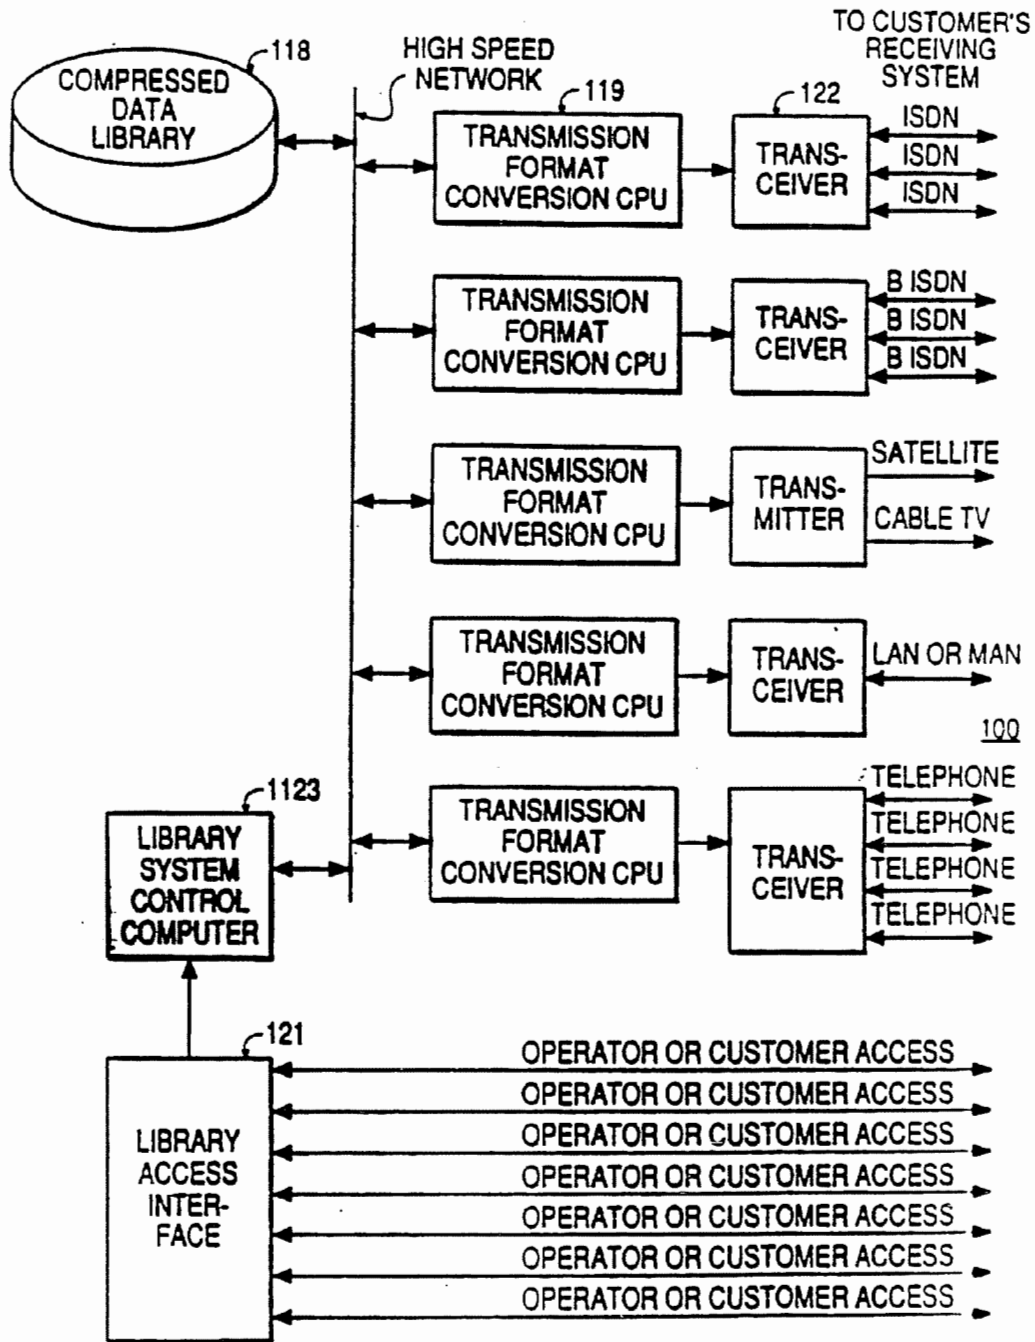 COMPRESSED
DATA
LIBRARY
118
HIGH SPEED
NETWORK
TO CUSTOMER'S
RECEIVING
SYSTEM
119
TRANSMISSION
FORMAT
CONVERSION CPU
122
TRANS-
CEIVER
ISDN
ISDN
ISDN
TRANSMISSION
FORMAT
CONVERSION CPU
TRANS-
CEIVER
B ISDN
B ISDN
B ISDN
TRANSMISSION
FORMAT
CONVERSION CPU
TRANS-
MITTER
SATELLITE
CABLE TV
TRANSMISSION
FORMAT
CONVERSION CPU
TRANS-
CEIVER
LAN OR MAN
100
1123
LIBRARY
SYSTEM
CONTROL
COMPUTER
TRANSMISSION
FORMAT
CONVERSION CPU
TRANS-
CEIVER
TELEPHONE
TELEPHONE
TELEPHONE
TELEPHONE
121
LIBRARY
ACCESS
INTER-
FACE
OPERATOR OR CUSTOMER ACCESS
OPERATOR OR CUSTOMER ACCESS
OPERATOR OR CUSTOMER ACCESS
OPERATOR OR CUSTOMER ACCESS
OPERATOR OR CUSTOMER ACCESS
OPERATOR OR CUSTOMER ACCESS
OPERATOR OR CUSTOMER ACCESS